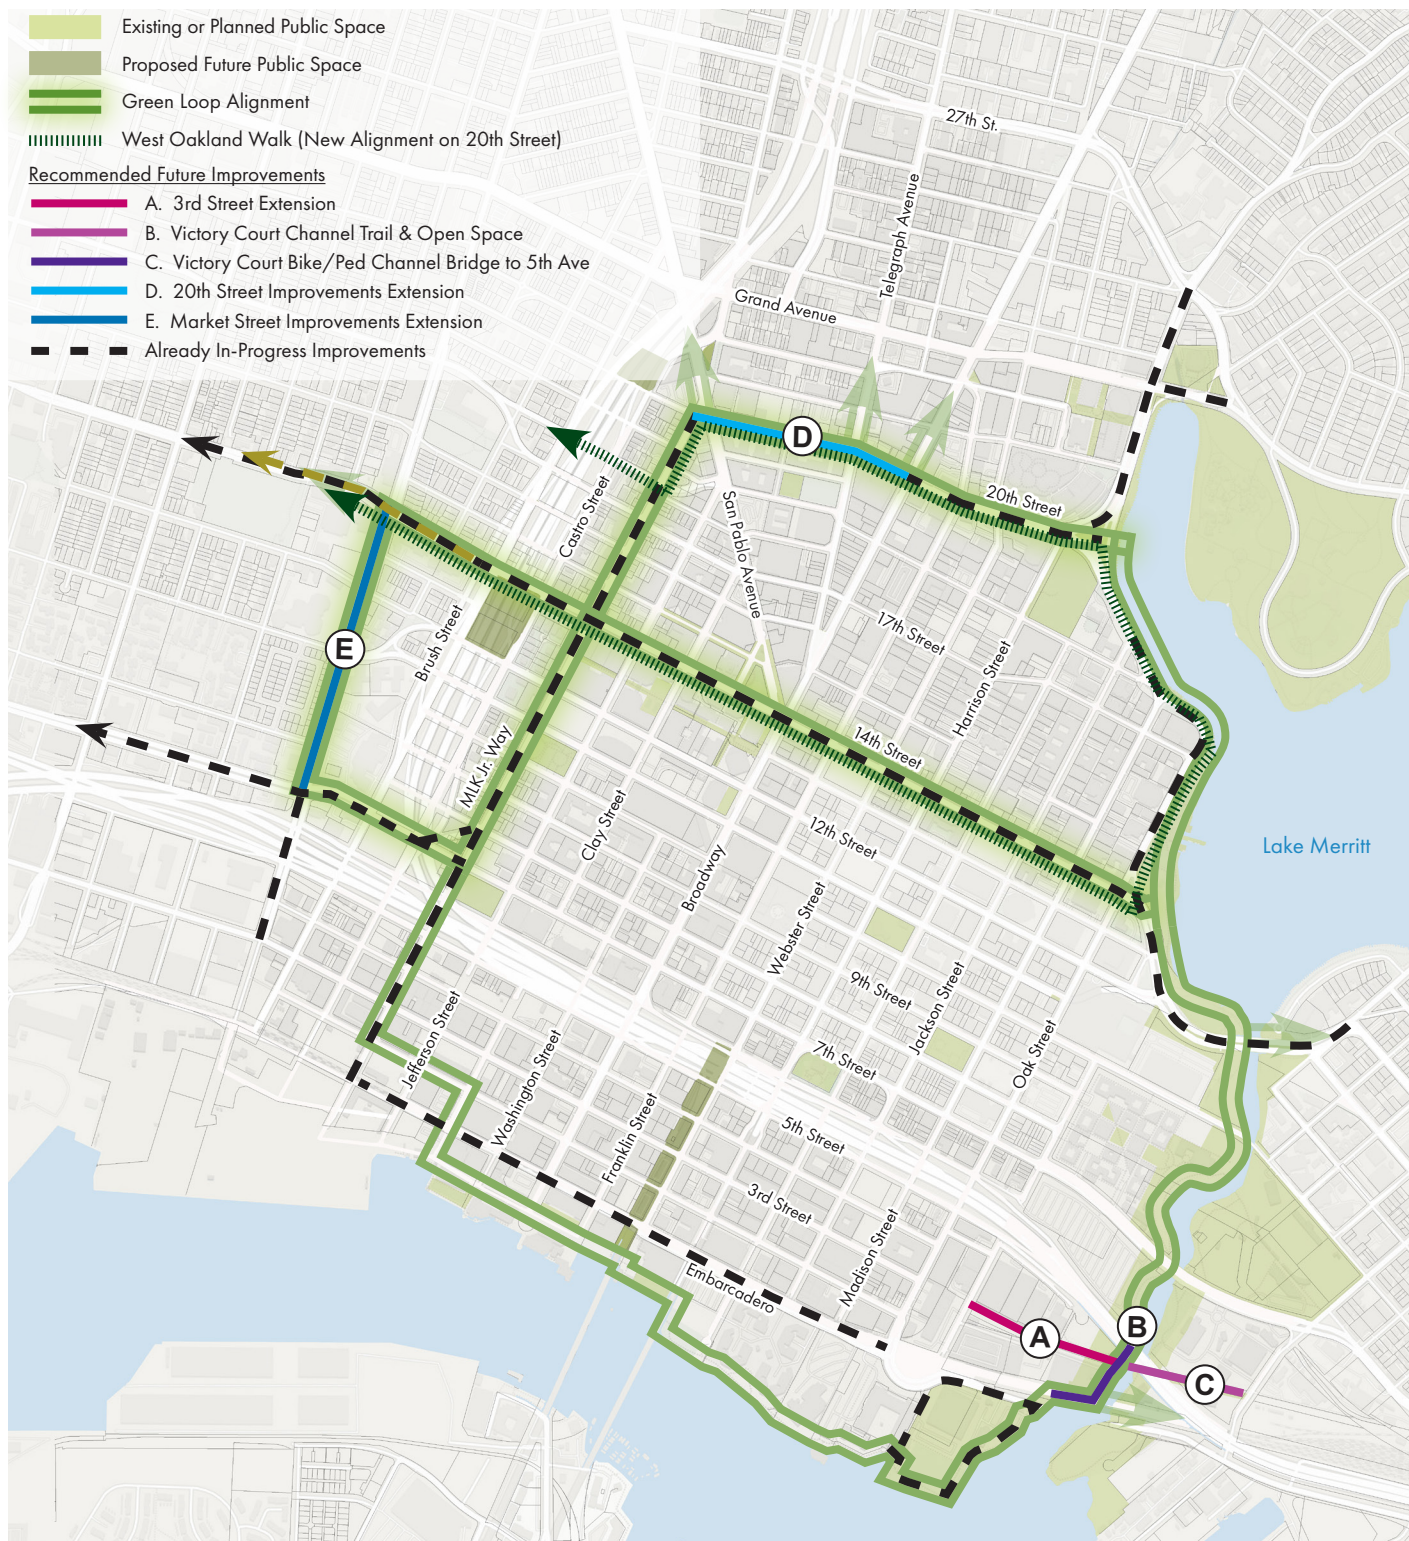 Existing or Planned Public Space
Proposed Future Public Space
Green Loop Alignment
West Oakland Walk (New Alignment on 20th Street)
Recommended Future Improvements
A. 3rd Street Extension
B. Victory Court Channel Trail & Open Space
C. Victory Court Bike/Ped Channel Bridge to 5th Ave
D. 20th Street Improvements Extension
E. Market Street Improvements Extension
Already In-Progress Improvements
27th St.
Telegraph Avenue
Grand Avenue
D
20th Street
San Pablo Avenue
Castro Street
17th Street
Harrison Street
Brush Street
E
14th Street
MLK Jr. Way
Clay Street
12th Street
Broadway
Lake Merritt
Webster Street
9th Street
Jackson Street
Jefferson Street
Oak Street
7th Street
Washington Street
Franklin Street
5th Street
3rd Street
Madison Street
Embarcadero
A
B
C